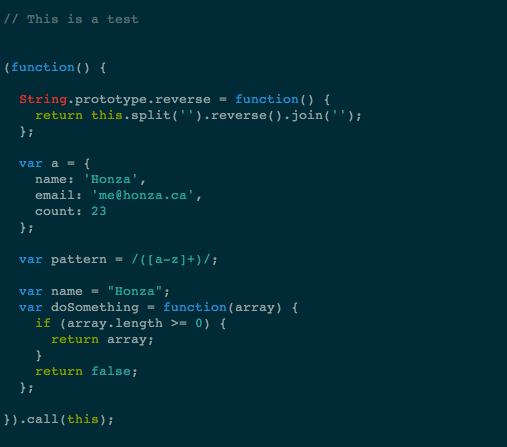 // This is a test
(function() {
String.prototype.reverse = function() {
return this.split('').reverse().join('');
};
var a = {
name: 'Honza',
email: 'me@honza.ca',
count: 23
};
var pattern = /([a-z]+)/;
var name = "Honza";
var doSomething = function(array) {
if (array.length >= 0) {
return array;
}
return false;
};
}).call(this);